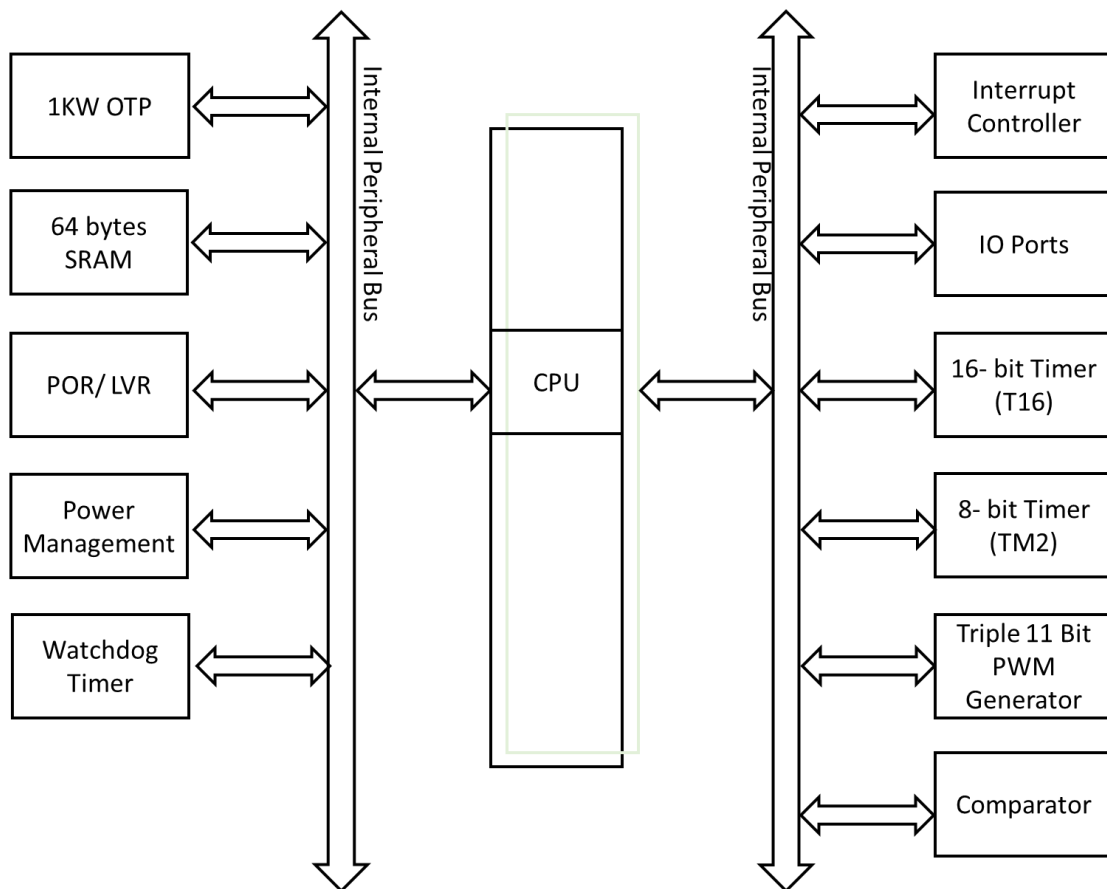 1KW OTP
64 bytes
SRAM
POR/ LVR
Power
Management
Watchdog
Timer
Internal Peripheral Bus
CPU
Internal Peripheral Bus
Interrupt
Controller
IO Ports
16- bit Timer
(T16)
8- bit Timer
(TM2)
Triple 11 Bit
PWM
Generator
Comparator